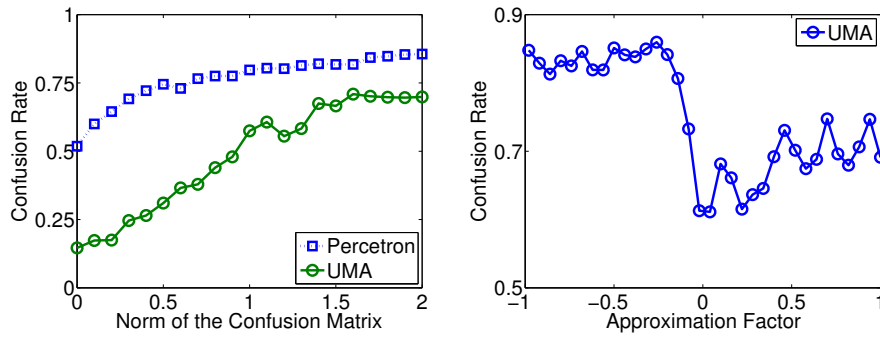 1
0.75
0.5
0.25
0
0
0.5
1
1.5
2
Confusion Rate
Norm of the Confusion Matrix
Percetron
UMA
0.9
0.7
0.5
−1
−0.5
0
0.5
1
Confusion Rate
Approximation Factor
UMA